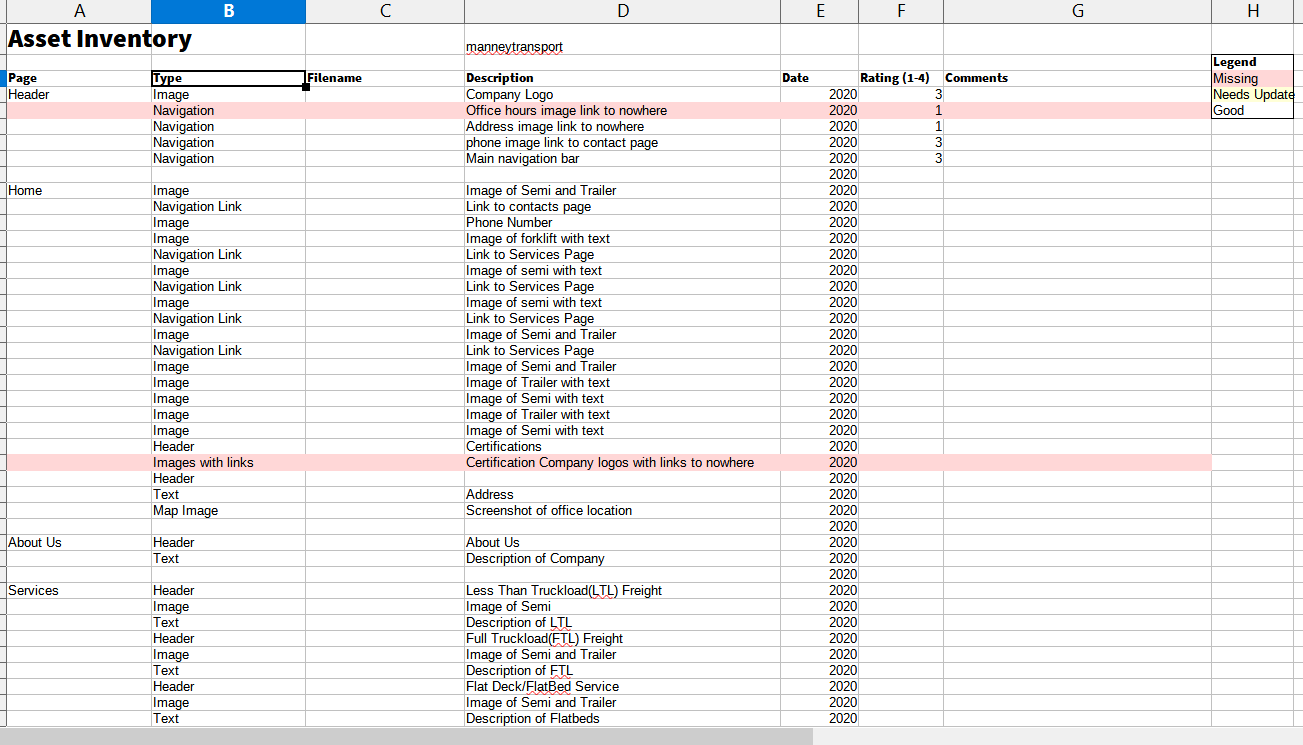 A B C D E F G H
Asset Inventory manneytransport
Legend
Page Type Filename Description Date Rating (1-4) Comments Missing
Header Image Company Logo 2020 3 Needs Update
Navigation Office hours image link to nowhere 2020 1 Good
Navigation Address image link to nowhere 2020 1
Navigation phone image link to contact page 2020 3
Navigation Main navigation bar 2020 3
2020
Home Image Image of Semi and Trailer 2020
Navigation Link Link to contacts page 2020
Image Phone Number 2020
Image Image of forklift with text 2020
Navigation Link Link to Services Page 2020
Image Image of semi with text 2020
Navigation Link Link to Services Page 2020
Image Image of semi with text 2020
Navigation Link Link to Services Page 2020
Image Image of Semi and Trailer 2020
Navigation Link Link to Services Page 2020
Image Image of Semi and Trailer 2020
Image Image of Trailer with text 2020
Image Image of Semi with text 2020
Image Image of Trailer with text 2020
Image Image of Semi with text 2020
Header Certifications 2020
Images with links Certification Company logos with links to nowhere 2020
Header 2020
Text Address 2020
Map Image Screenshot of office location 2020
2020
About Us Header About Us 2020
Text Description of Company 2020
2020
Services Header Less Than Truckload(LTL) Freight 2020
Image Image of Semi 2020
Text Description of LTL 2020
Header Full Truckload(FTL) Freight 2020
Image Image of Semi and Trailer 2020
Text Description of FTL 2020
Header Flat Deck/FlatBed Service 2020
Image Image of Semi and Trailer 2020
Text Description of Flatbeds 2020